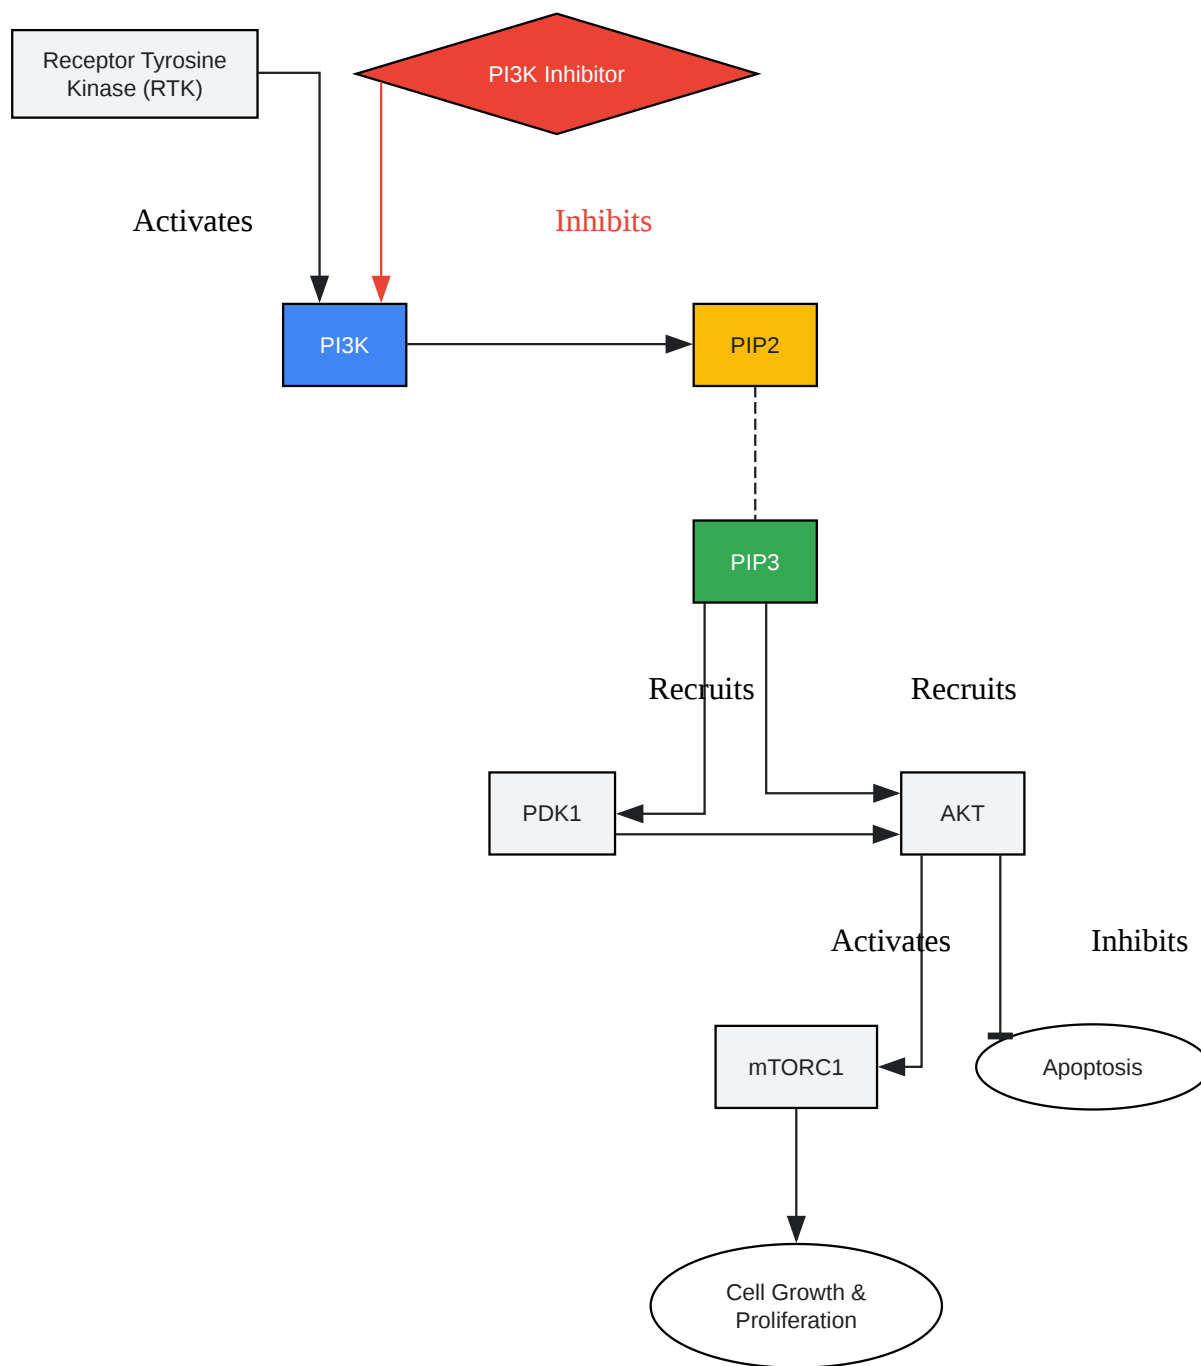 Receptor Tyrosine
Kinase (RTK)
PI3K Inhibitor
Activates
Inhibits
PI3K
PIP2
PIP3
Recruits
Recruits
PDK1
AKT
Activates
Inhibits
mTORC1
Apoptosis
Cell Growth &
Proliferation